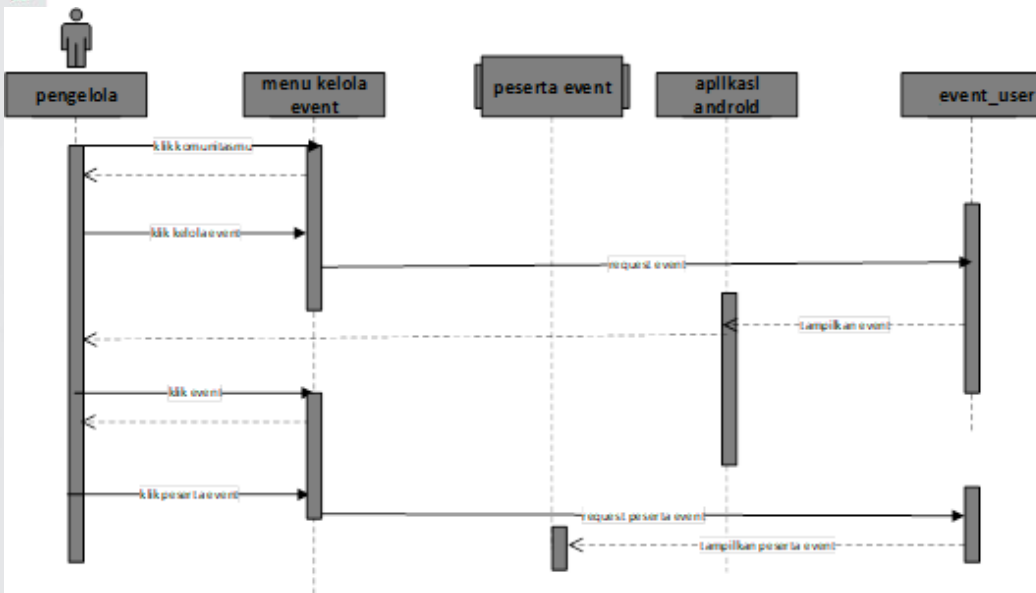 pengelola
menu kelola
event
peserta event
aplikasi
android
event_user
klik komunitasmu
klik kelola event
request event
tampilkan event
klik event
klik peserta event
request peserta event
tampilkan peserta event